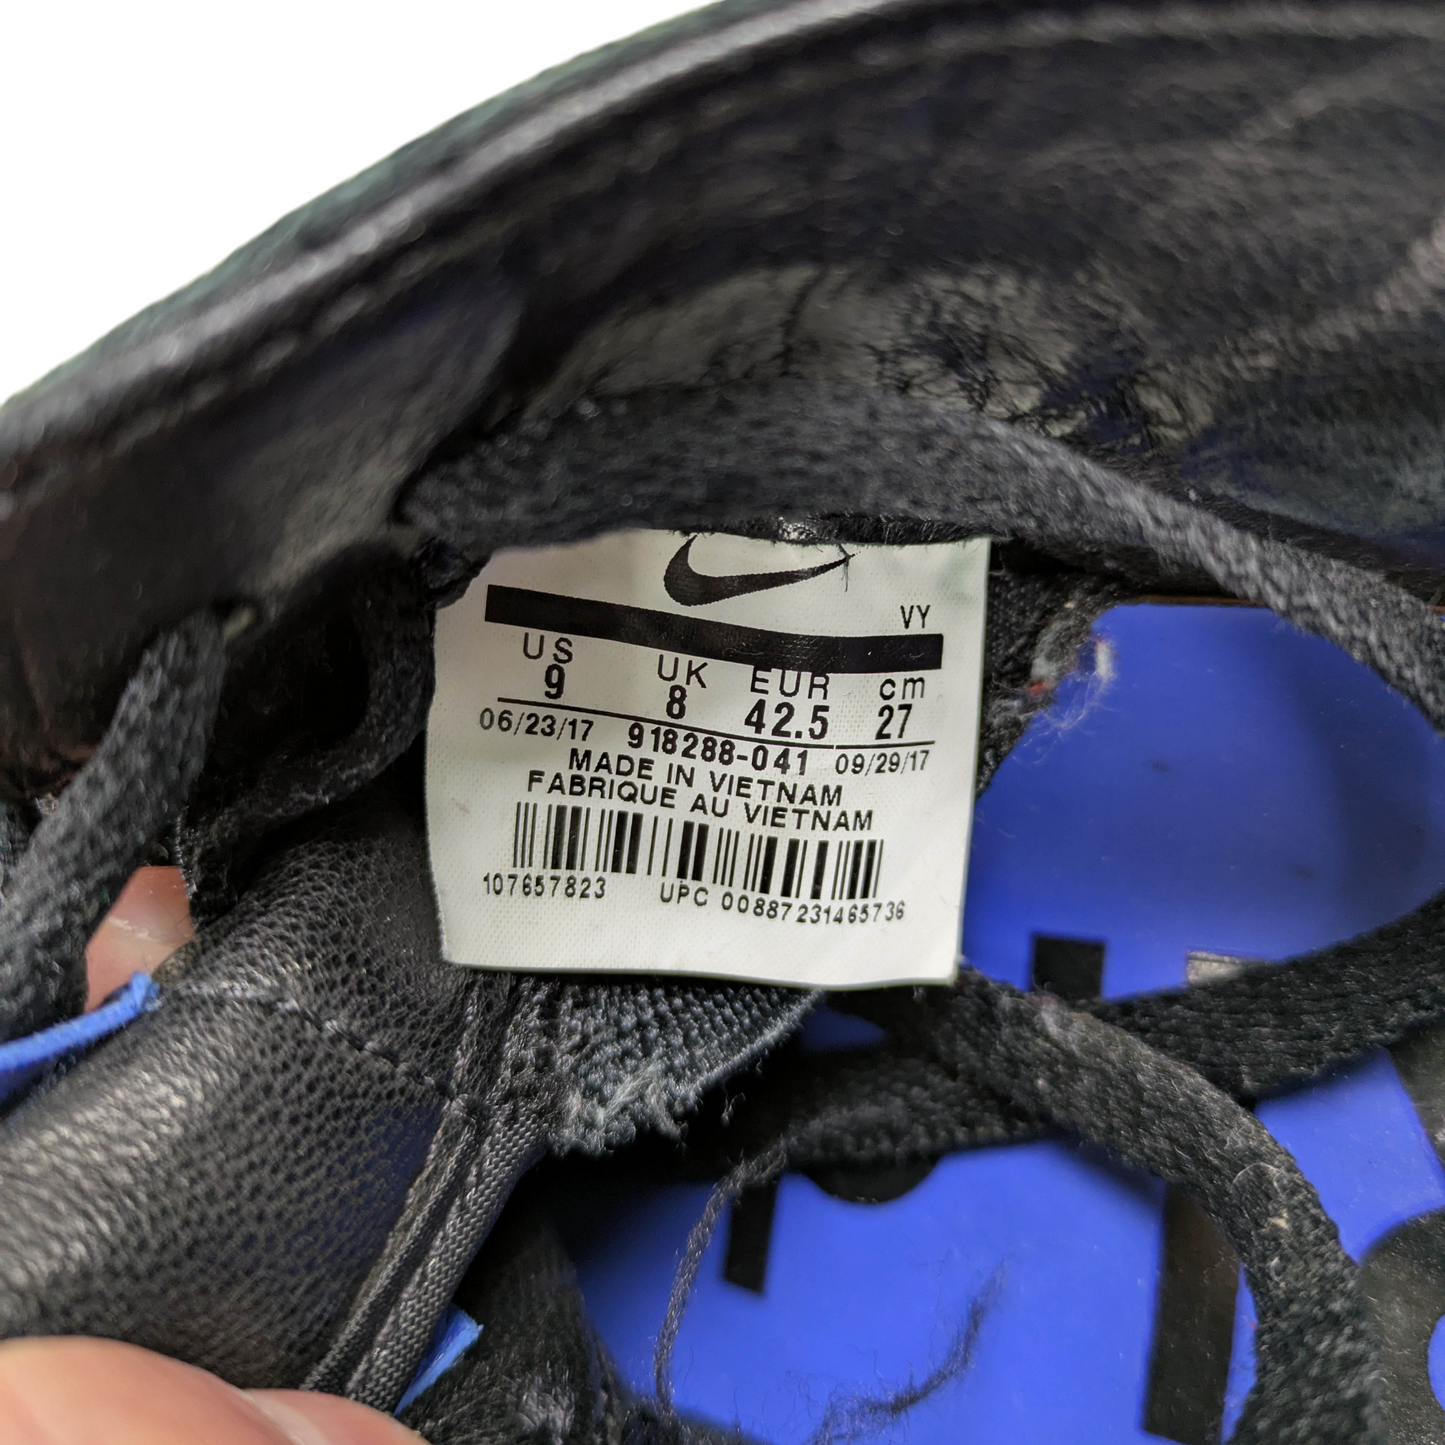 VY
US UK EUR cm
9 8 42.5 27
06/23/17 918288-041 09/29/17
MADE IN VIETNAM
FABRIQUE AU VIETNAM
107657823 UPC 00887231465736